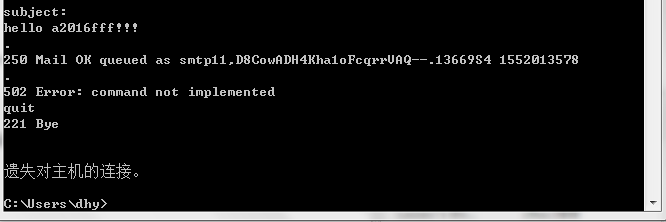 subject:
hello a2016fff!!!
.
250 Mail OK queued as smtp11,D8CowADH4Kha1oFcqrrVAQ--.13669S4 1552013578
.
502 Error: command not implemented
quit
221 Bye
遗失对主机的连接。
C:\Users\dhy>